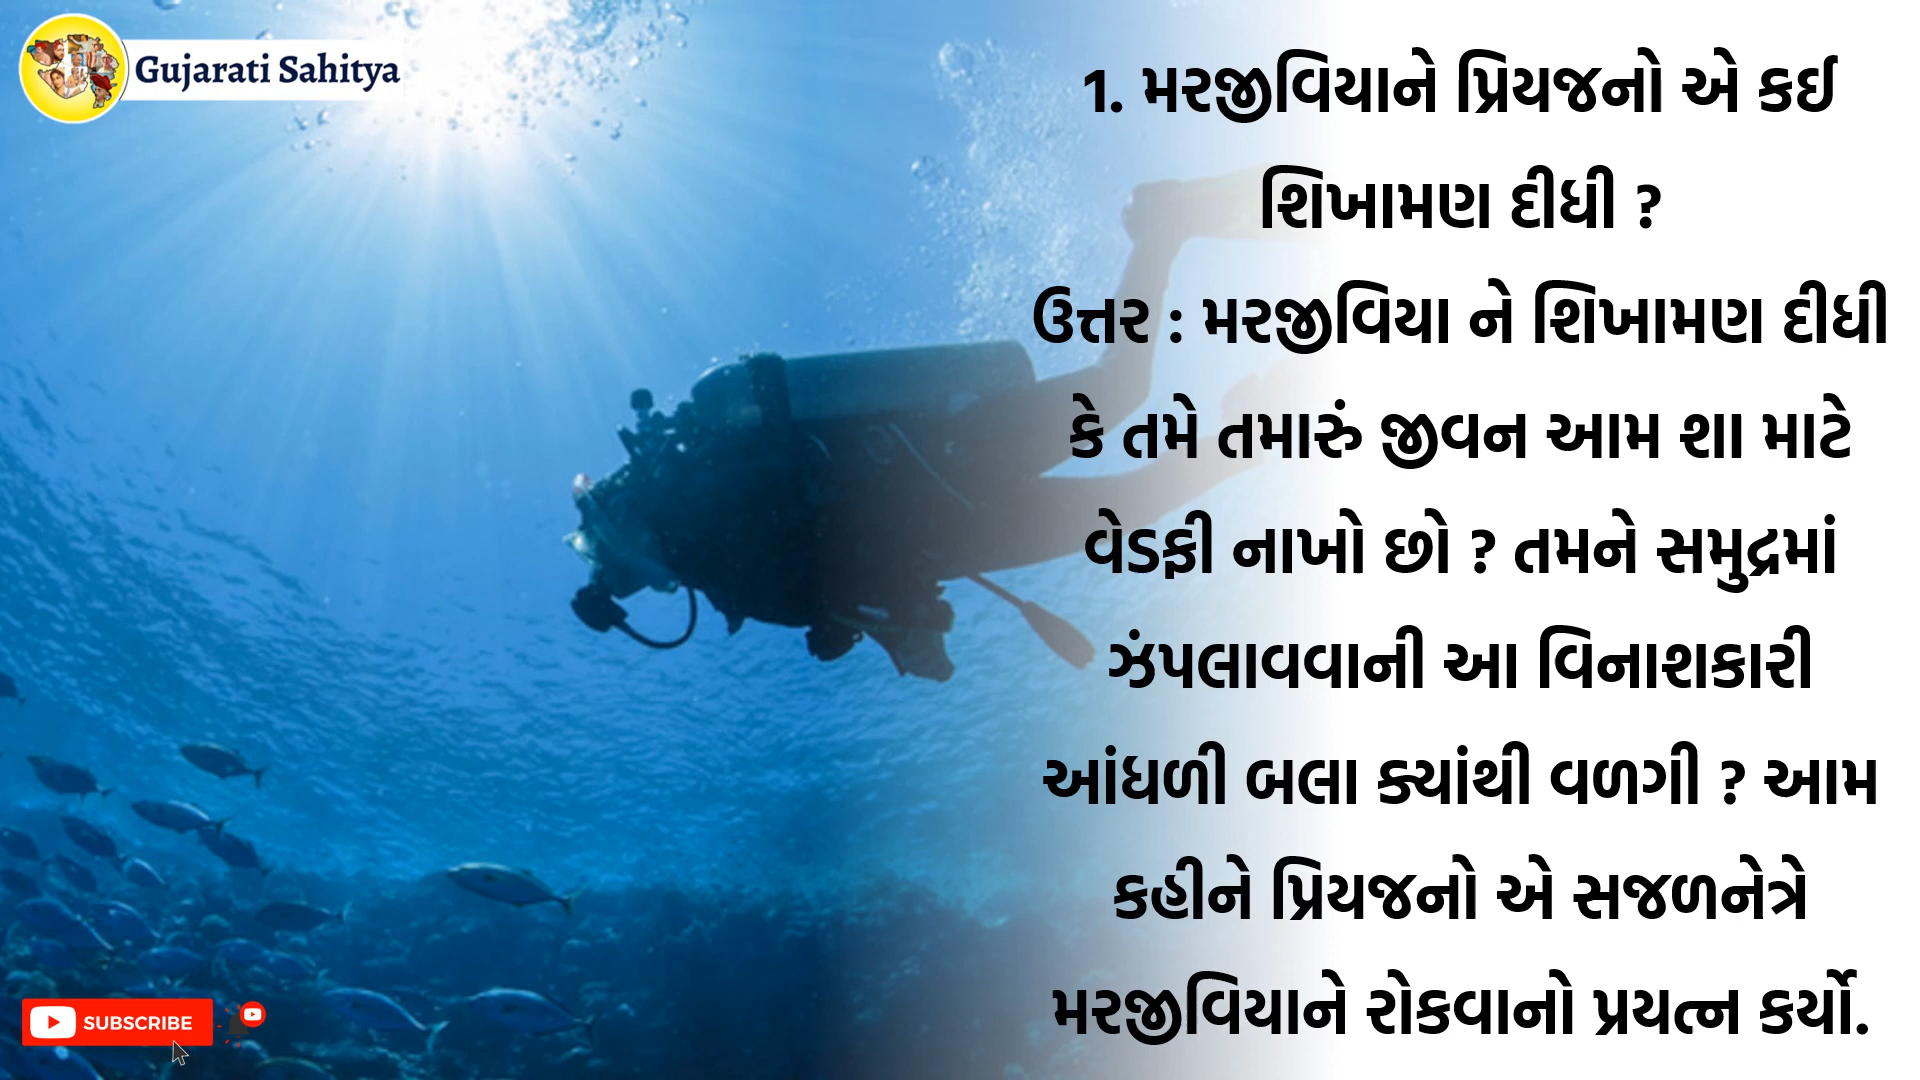 Gujarati Sahitya
1. મરજીવિયાને પ્રિયજનો એ કઈ
શિખામણ દીધી ?
ઉત્તર : મરજીવિયા ને શિખામણ દીધી
કે તમે તમારું જીવન આમ શા માટે
વેડફી નાખો છો ? તમને સમુદ્રમાં
ઝંપલાવવાની આ વિનાશકારી
આંધળી બલા ક્યાંથી વળગી ? આમ
કહીને પ્રિયજનો એ સજળનેત્રે
મરજીવિયાને રોકવાનો પ્રયત્ન કર્યો.
SUBSCRIBE